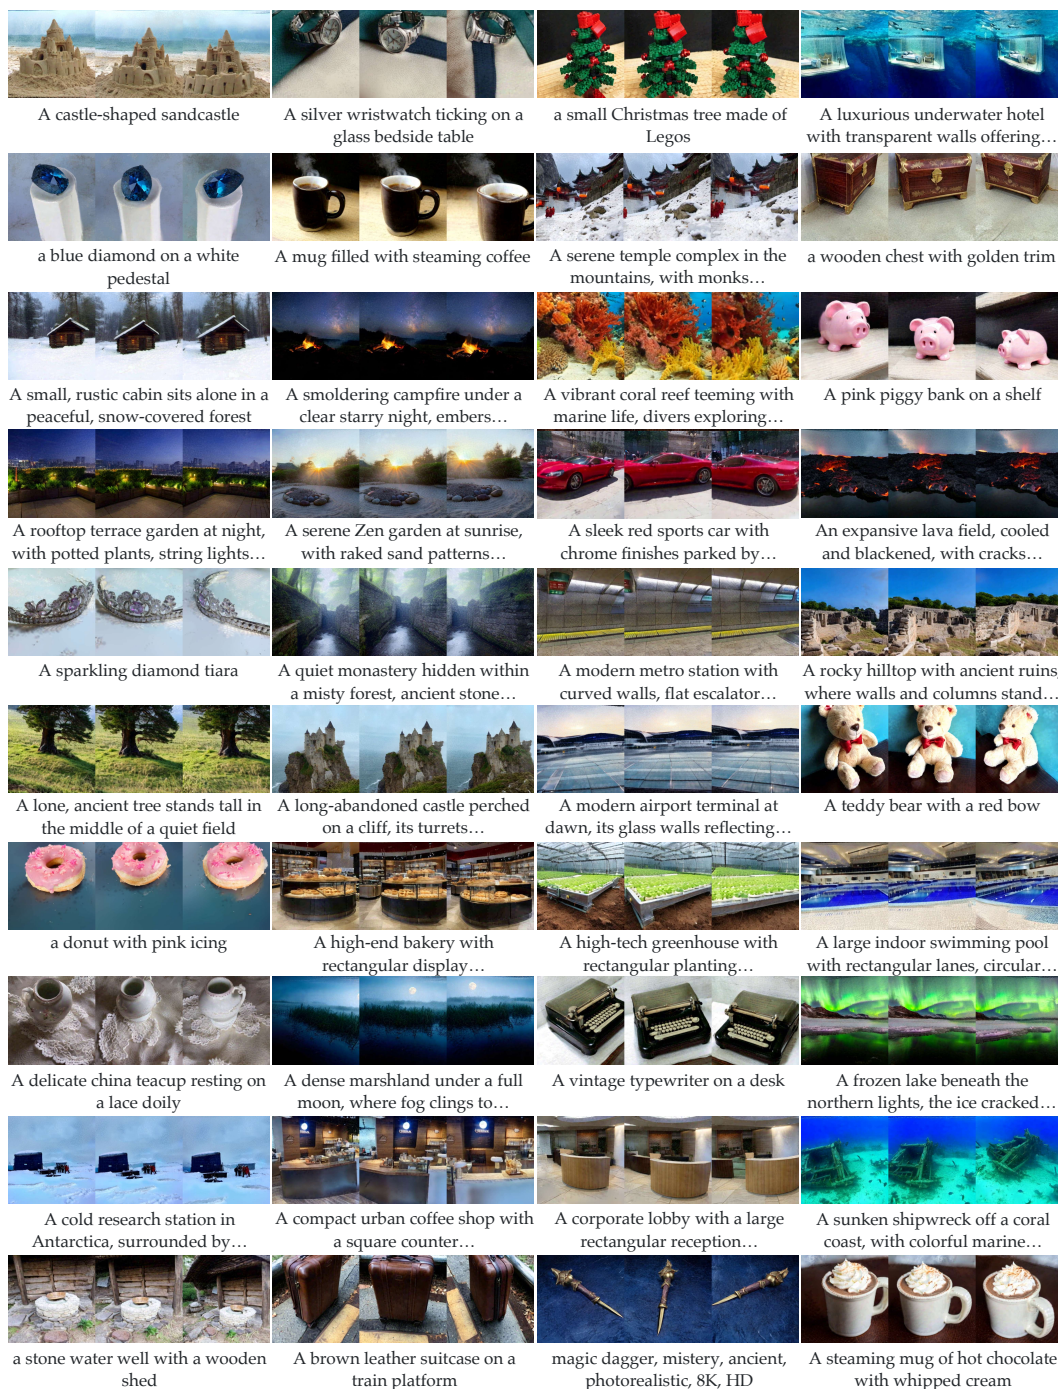 A castle-shaped sandcastle
A silver wristwatch ticking on a
glass bedside table
a small Christmas tree made of
Legos
A luxurious underwater hotel
with transparent walls offering…
a blue diamond on a white
pedestal
A mug filled with steaming coffee
A serene temple complex in the
mountains, with monks…
a wooden chest with golden trim
A small, rustic cabin sits alone in a
peaceful, snow-covered forest
A smoldering campfire under a
clear starry night, embers…
A vibrant coral reef teeming with
marine life, divers exploring…
A pink piggy bank on a shelf
A rooftop terrace garden at night,
with potted plants, string lights…
A serene Zen garden at sunrise,
with raked sand patterns…
A sleek red sports car with
chrome finishes parked by…
An expansive lava field, cooled
and blackened, with cracks…
A sparkling diamond tiara
A quiet monastery hidden within
a misty forest, ancient stone…
A modern metro station with
curved walls, flat escalator…
A rocky hilltop with ancient ruins,
where walls and columns stand…
A lone, ancient tree stands tall in
the middle of a quiet field
A long-abandoned castle perched
on a cliff, its turrets…
A modern airport terminal at
dawn, its glass walls reflecting…
A teddy bear with a red bow
a donut with pink icing
A high-end bakery with
rectangular display…
A high-tech greenhouse with
rectangular planting…
A large indoor swimming pool
with rectangular lanes, circular…
A delicate china teacup resting on
a lace doily
A dense marshland under a full
moon, where fog clings to…
A vintage typewriter on a desk
A frozen lake beneath the
northern lights, the ice cracked…
A cold research station in
Antarctica, surrounded by…
A compact urban coffee shop with
a square counter…
A corporate lobby with a large
rectangular reception…
A sunken shipwreck off a coral
coast, with colorful marine…
a stone water well with a wooden
shed
A brown leather suitcase on a
train platform
magic dagger, mistery, ancient,
photorealistic, 8K, HD
A steaming mug of hot chocolate
with whipped cream